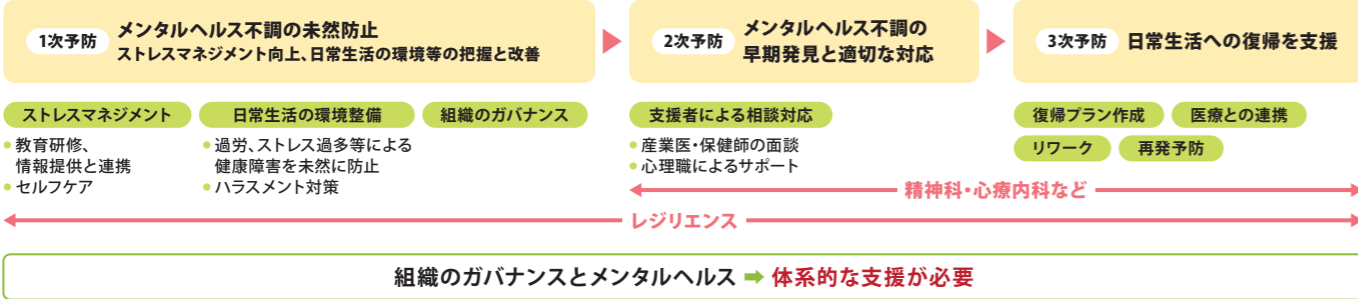 1次予防
メンタルヘルス不調の未然防止
ストレスマネジメント向上、日常生活の環境等の把握と改善
2次予防
メンタルヘルス不調の
早期発見と適切な対応
3次予防
日常生活への復帰を支援
ストレスマネジメント
• 教育研修、
情報提供と連携
• セルフケア
日常生活の環境整備
• 過労、ストレス過多等による
健康障害を未然に防止
• ハラスメント対策
組織のガバナンス
支援者による相談対応
• 産業医・保健師の面談
• 心理職によるサポート
復帰プラン作成
医療との連携
リワーク
再発予防
精神科・心療内科など
レジリエンス
組織のガバナンスとメンタルヘルス ➡ 体系的な支援が必要